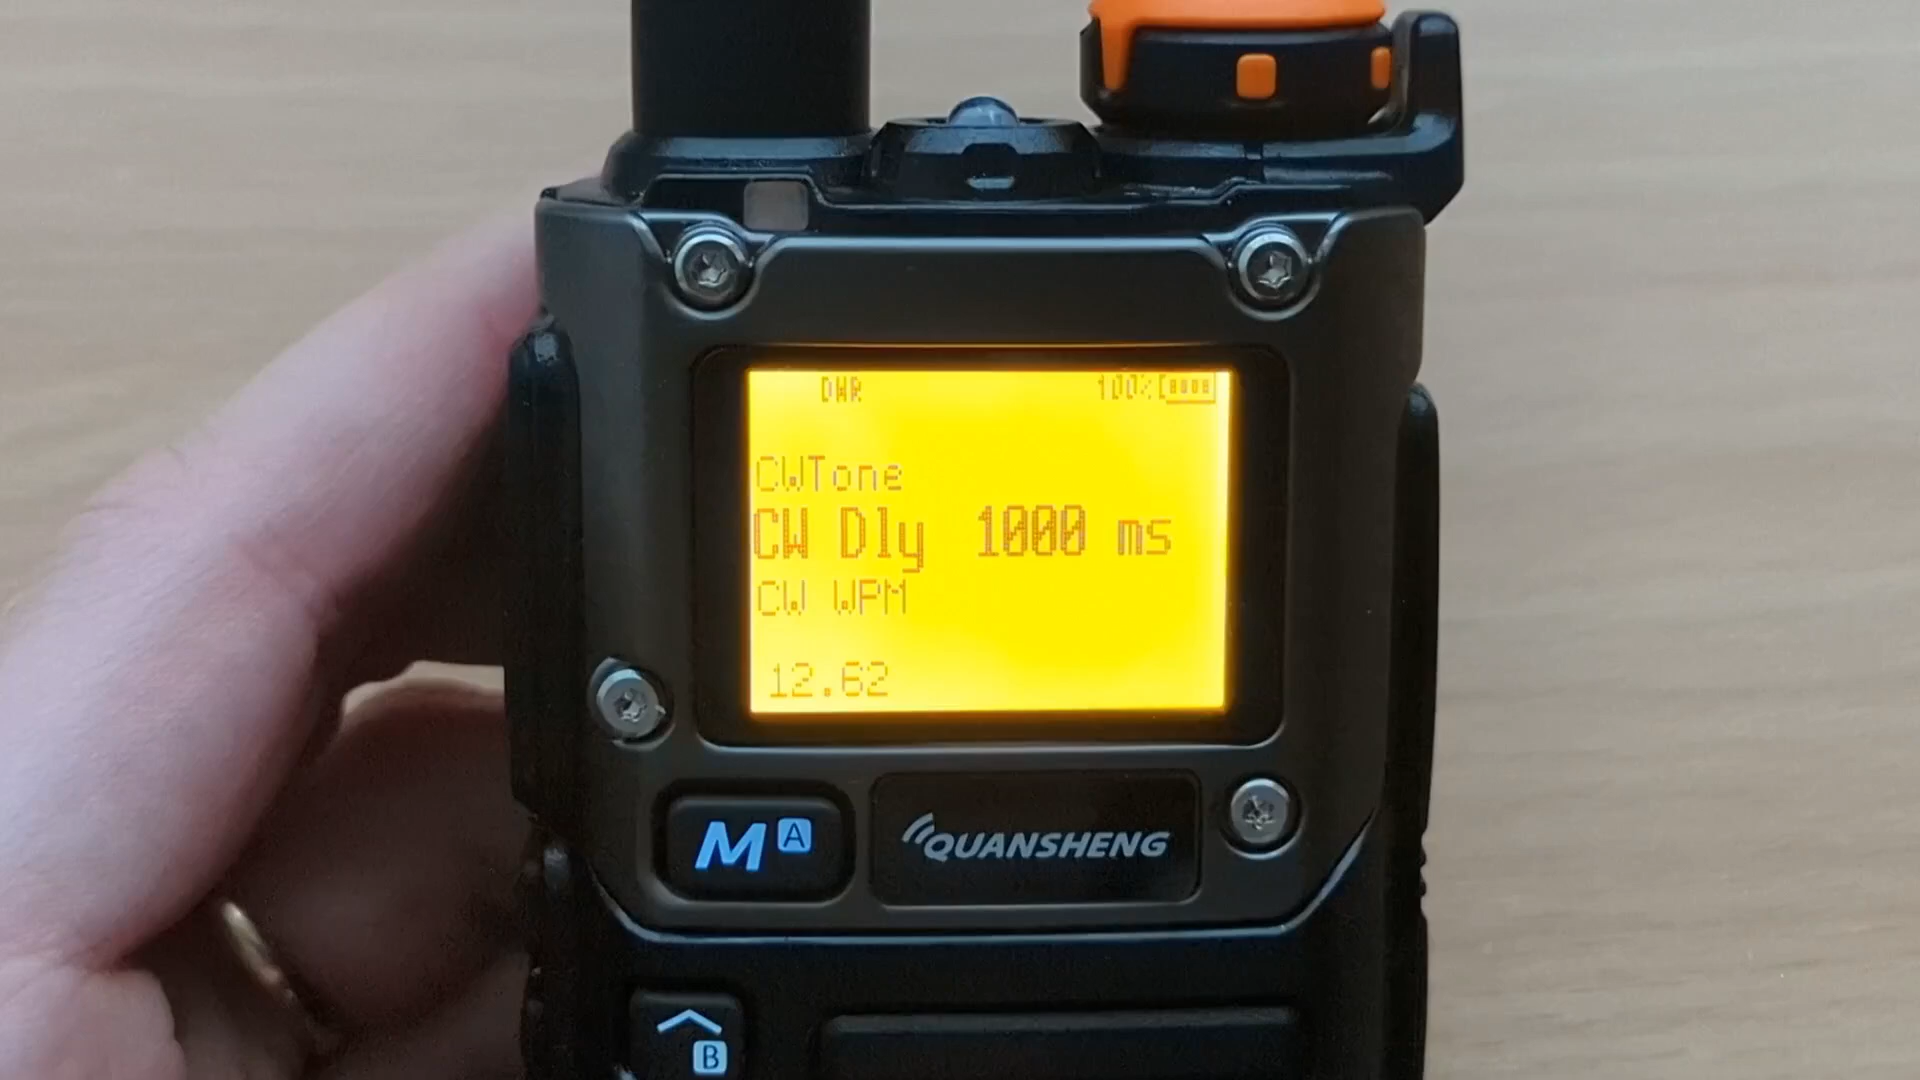 DWR 100%
CWTone
CW Dly 1000 ms
CW WPM
12.62
M A
QUANSHENG
B